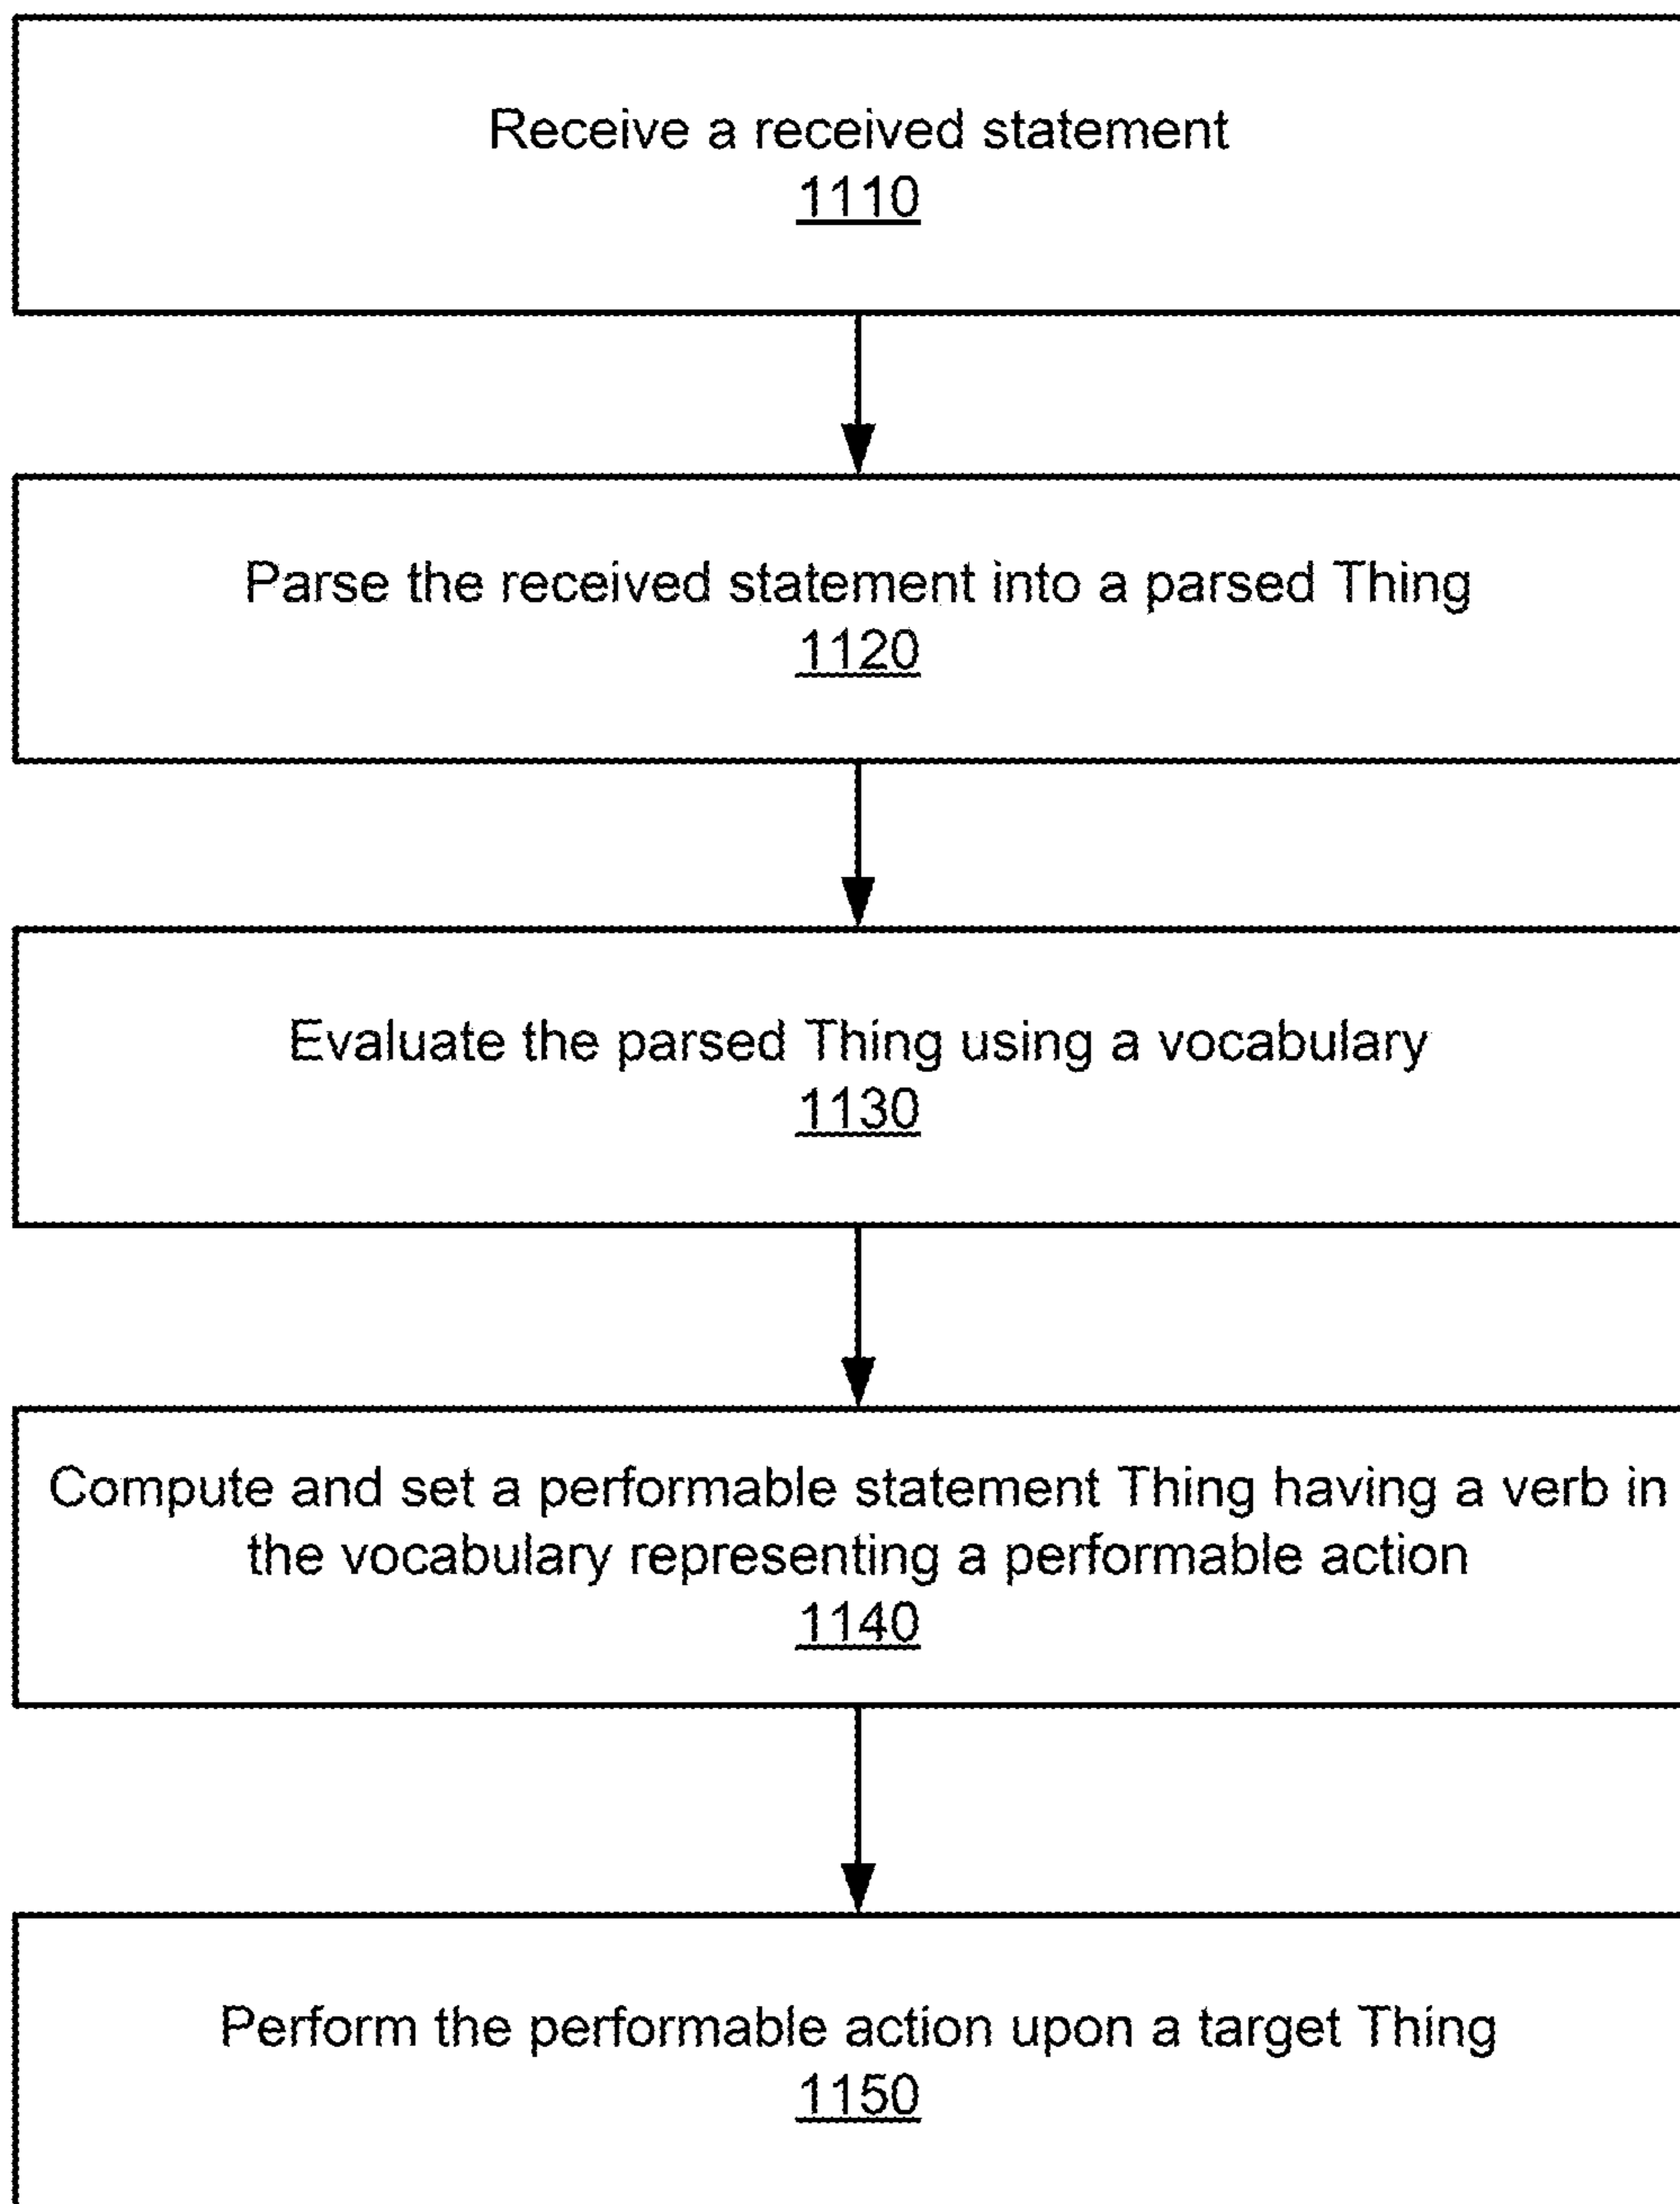 Receive a received statement
1110
Parse the received statement into a parsed Thing
1120
Evaluate the parsed Thing using a vocabulary
1130
Compute and set a performable statement Thing having a verb in
the vocabulary representing a performable action
1140
Perform the performable action upon a target Thing
1150